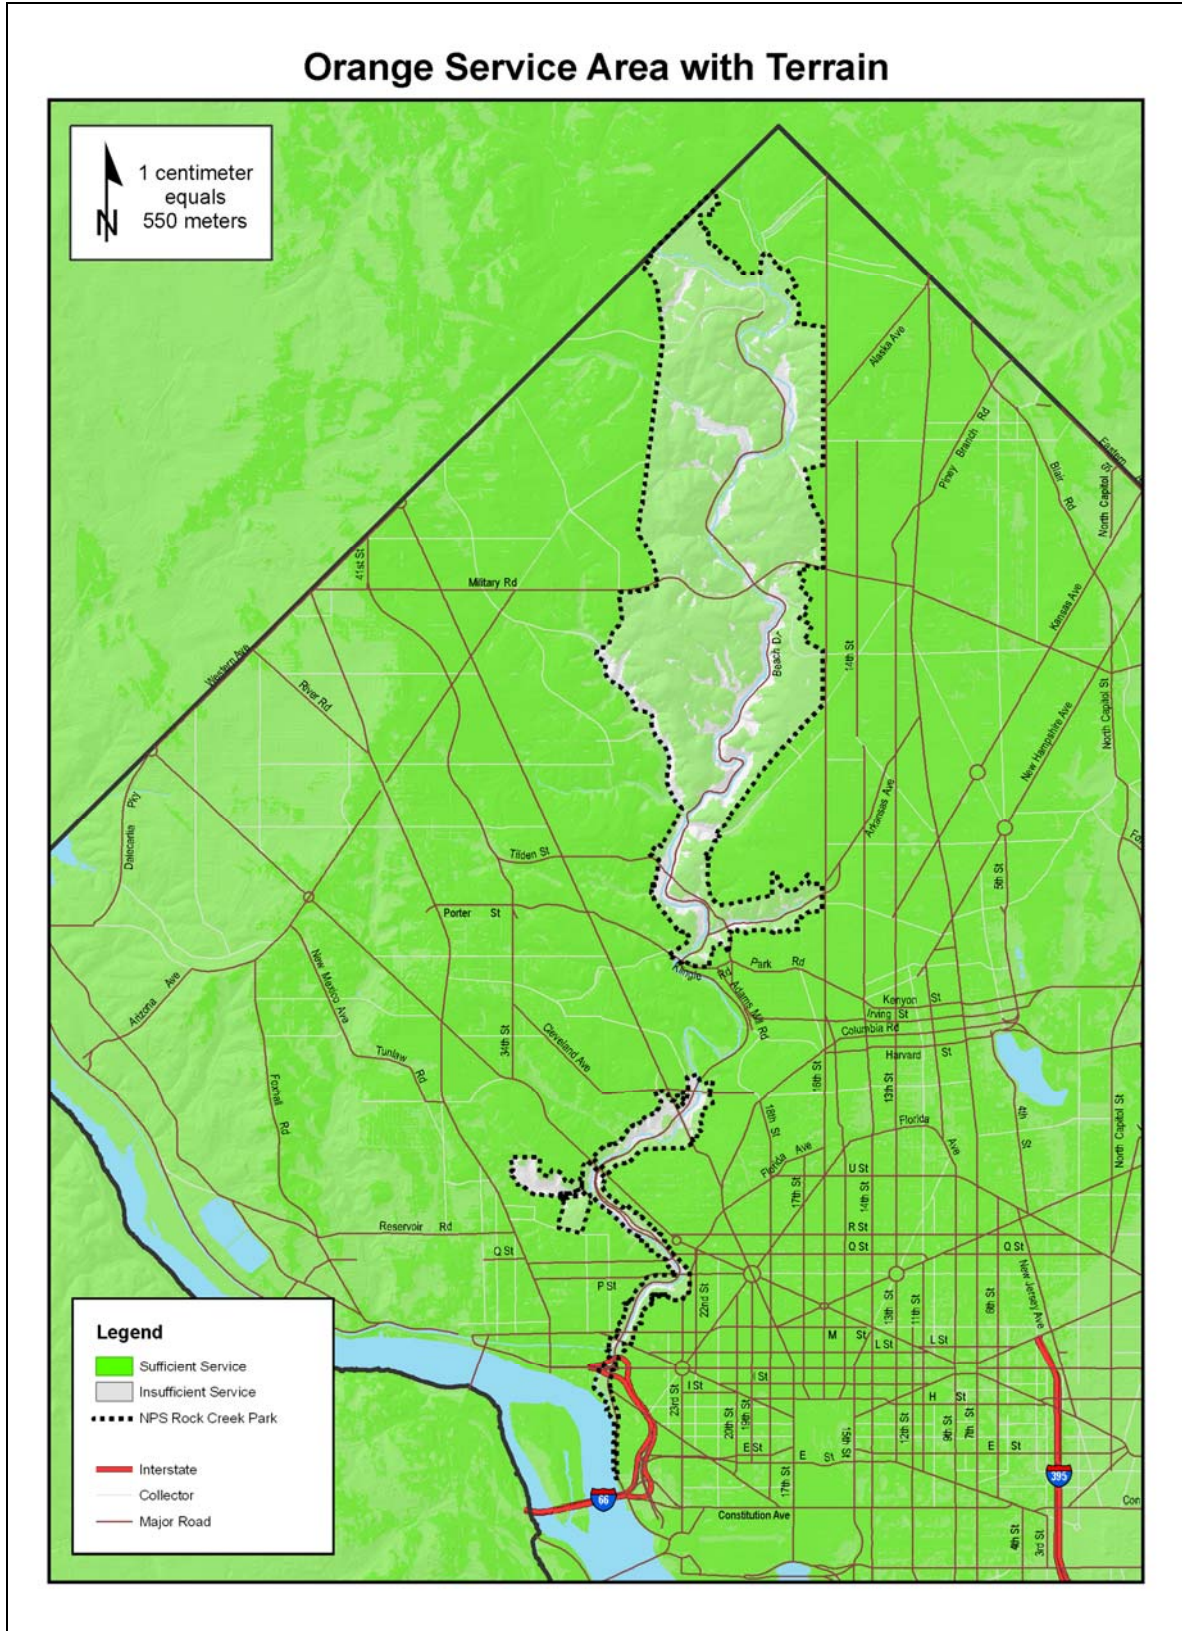 Orange Service Area with Terrain
1 centimeter
equals
550 meters
N
Alaska Ave
Piney Branch Rd
Blair Rd
Eastern
North Capitol St
41st St
Military Rd
Kansas Ave
Western Ave
River Rd
Beach Dr
14th St
North Capitol St
New Hampshire Ave
Dalecarlia Pky
Arkansas Ave
Tilden St
5th St
Porter St
New Mexico Ave
Arizona Ave
Klingle Rd
Park Rd
Adams Mill Rd
Kenyon St
Irving St
Columbia Rd
Harvard St
34th St
Cleveland Ave
Tunlaw Rd
Foxhall Rd
16th St
13th St
18th St
4th St
North Capitol St
Florida Ave
Florida Ave
U St
17th St
14th St
Reservoir Rd
R St
Q St
Q St
Q St
P St
22nd St
13th St
11th St
6th St
New Jersey Ave
M St
L St
L St
I St
I St
23rd St
20th St
19th St
H St
15th St
12th St
9th St
7th St
E St
E St
E St
17th St
395
66
Constitution Ave
Con
4th St
3rd St
Legend
Sufficient Service
Insufficient Service
NPS Rock Creek Park
Interstate
Collector
Major Road